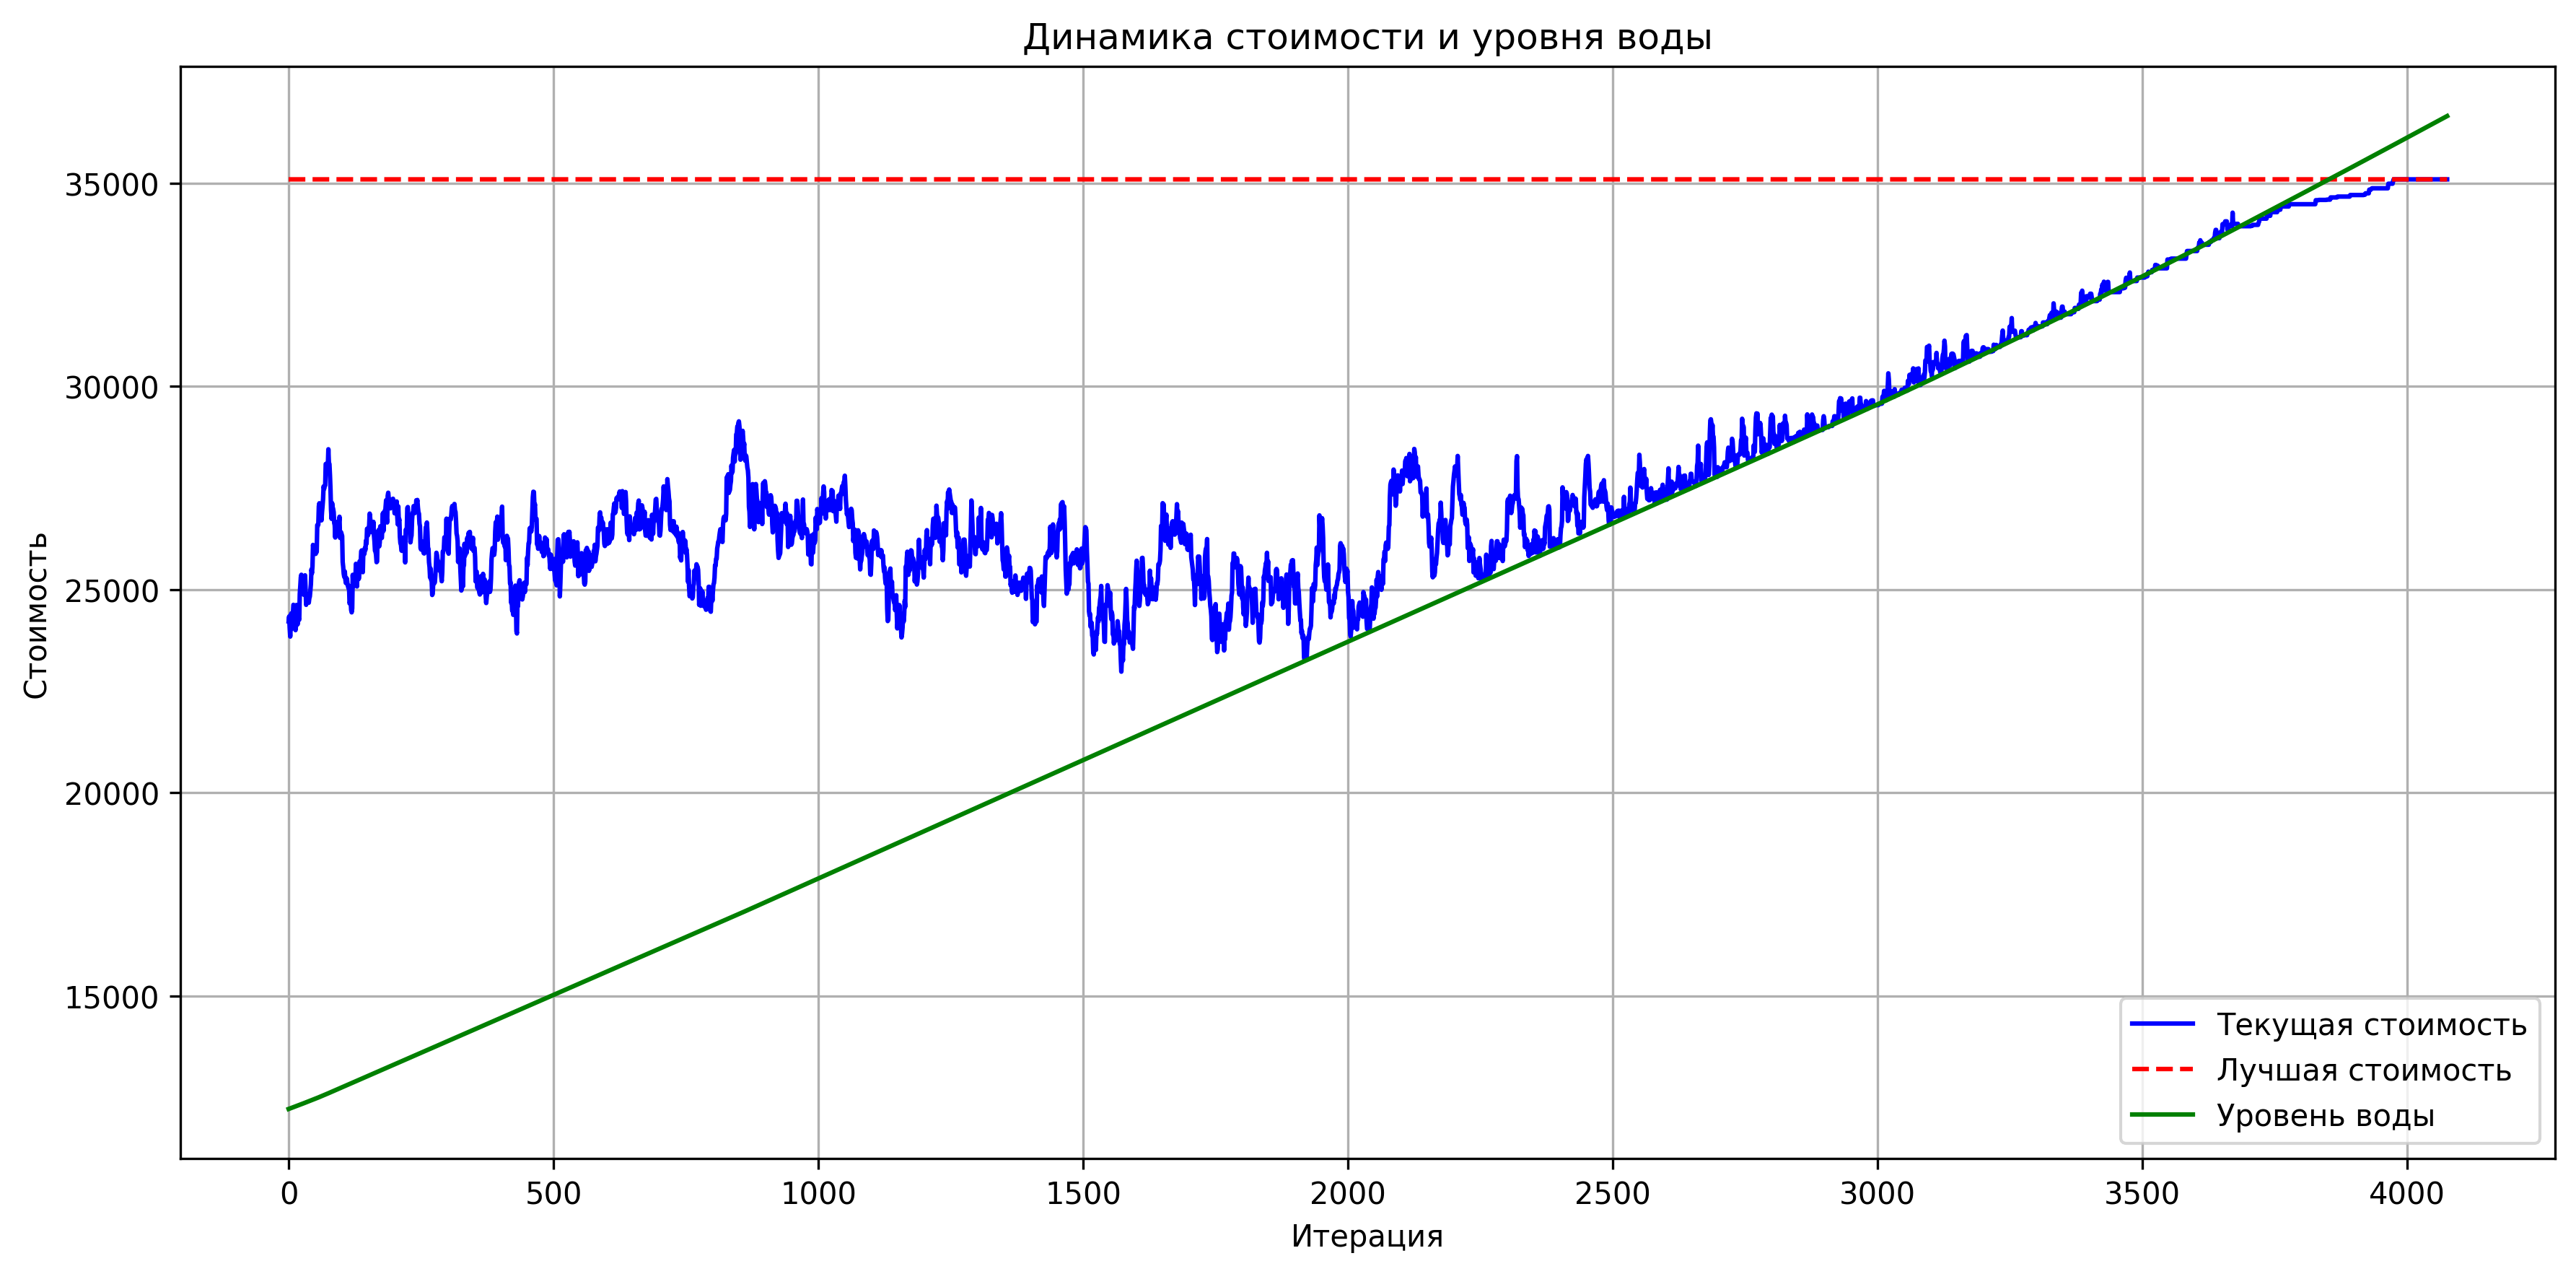 Динамика стоимости и уровня воды
Стоимость
35000
30000
25000
20000
15000
0 500 1000 1500 2000 2500 3000 3500 4000
Итерация
Текущая стоимость
Лучшая стоимость
Уровень воды